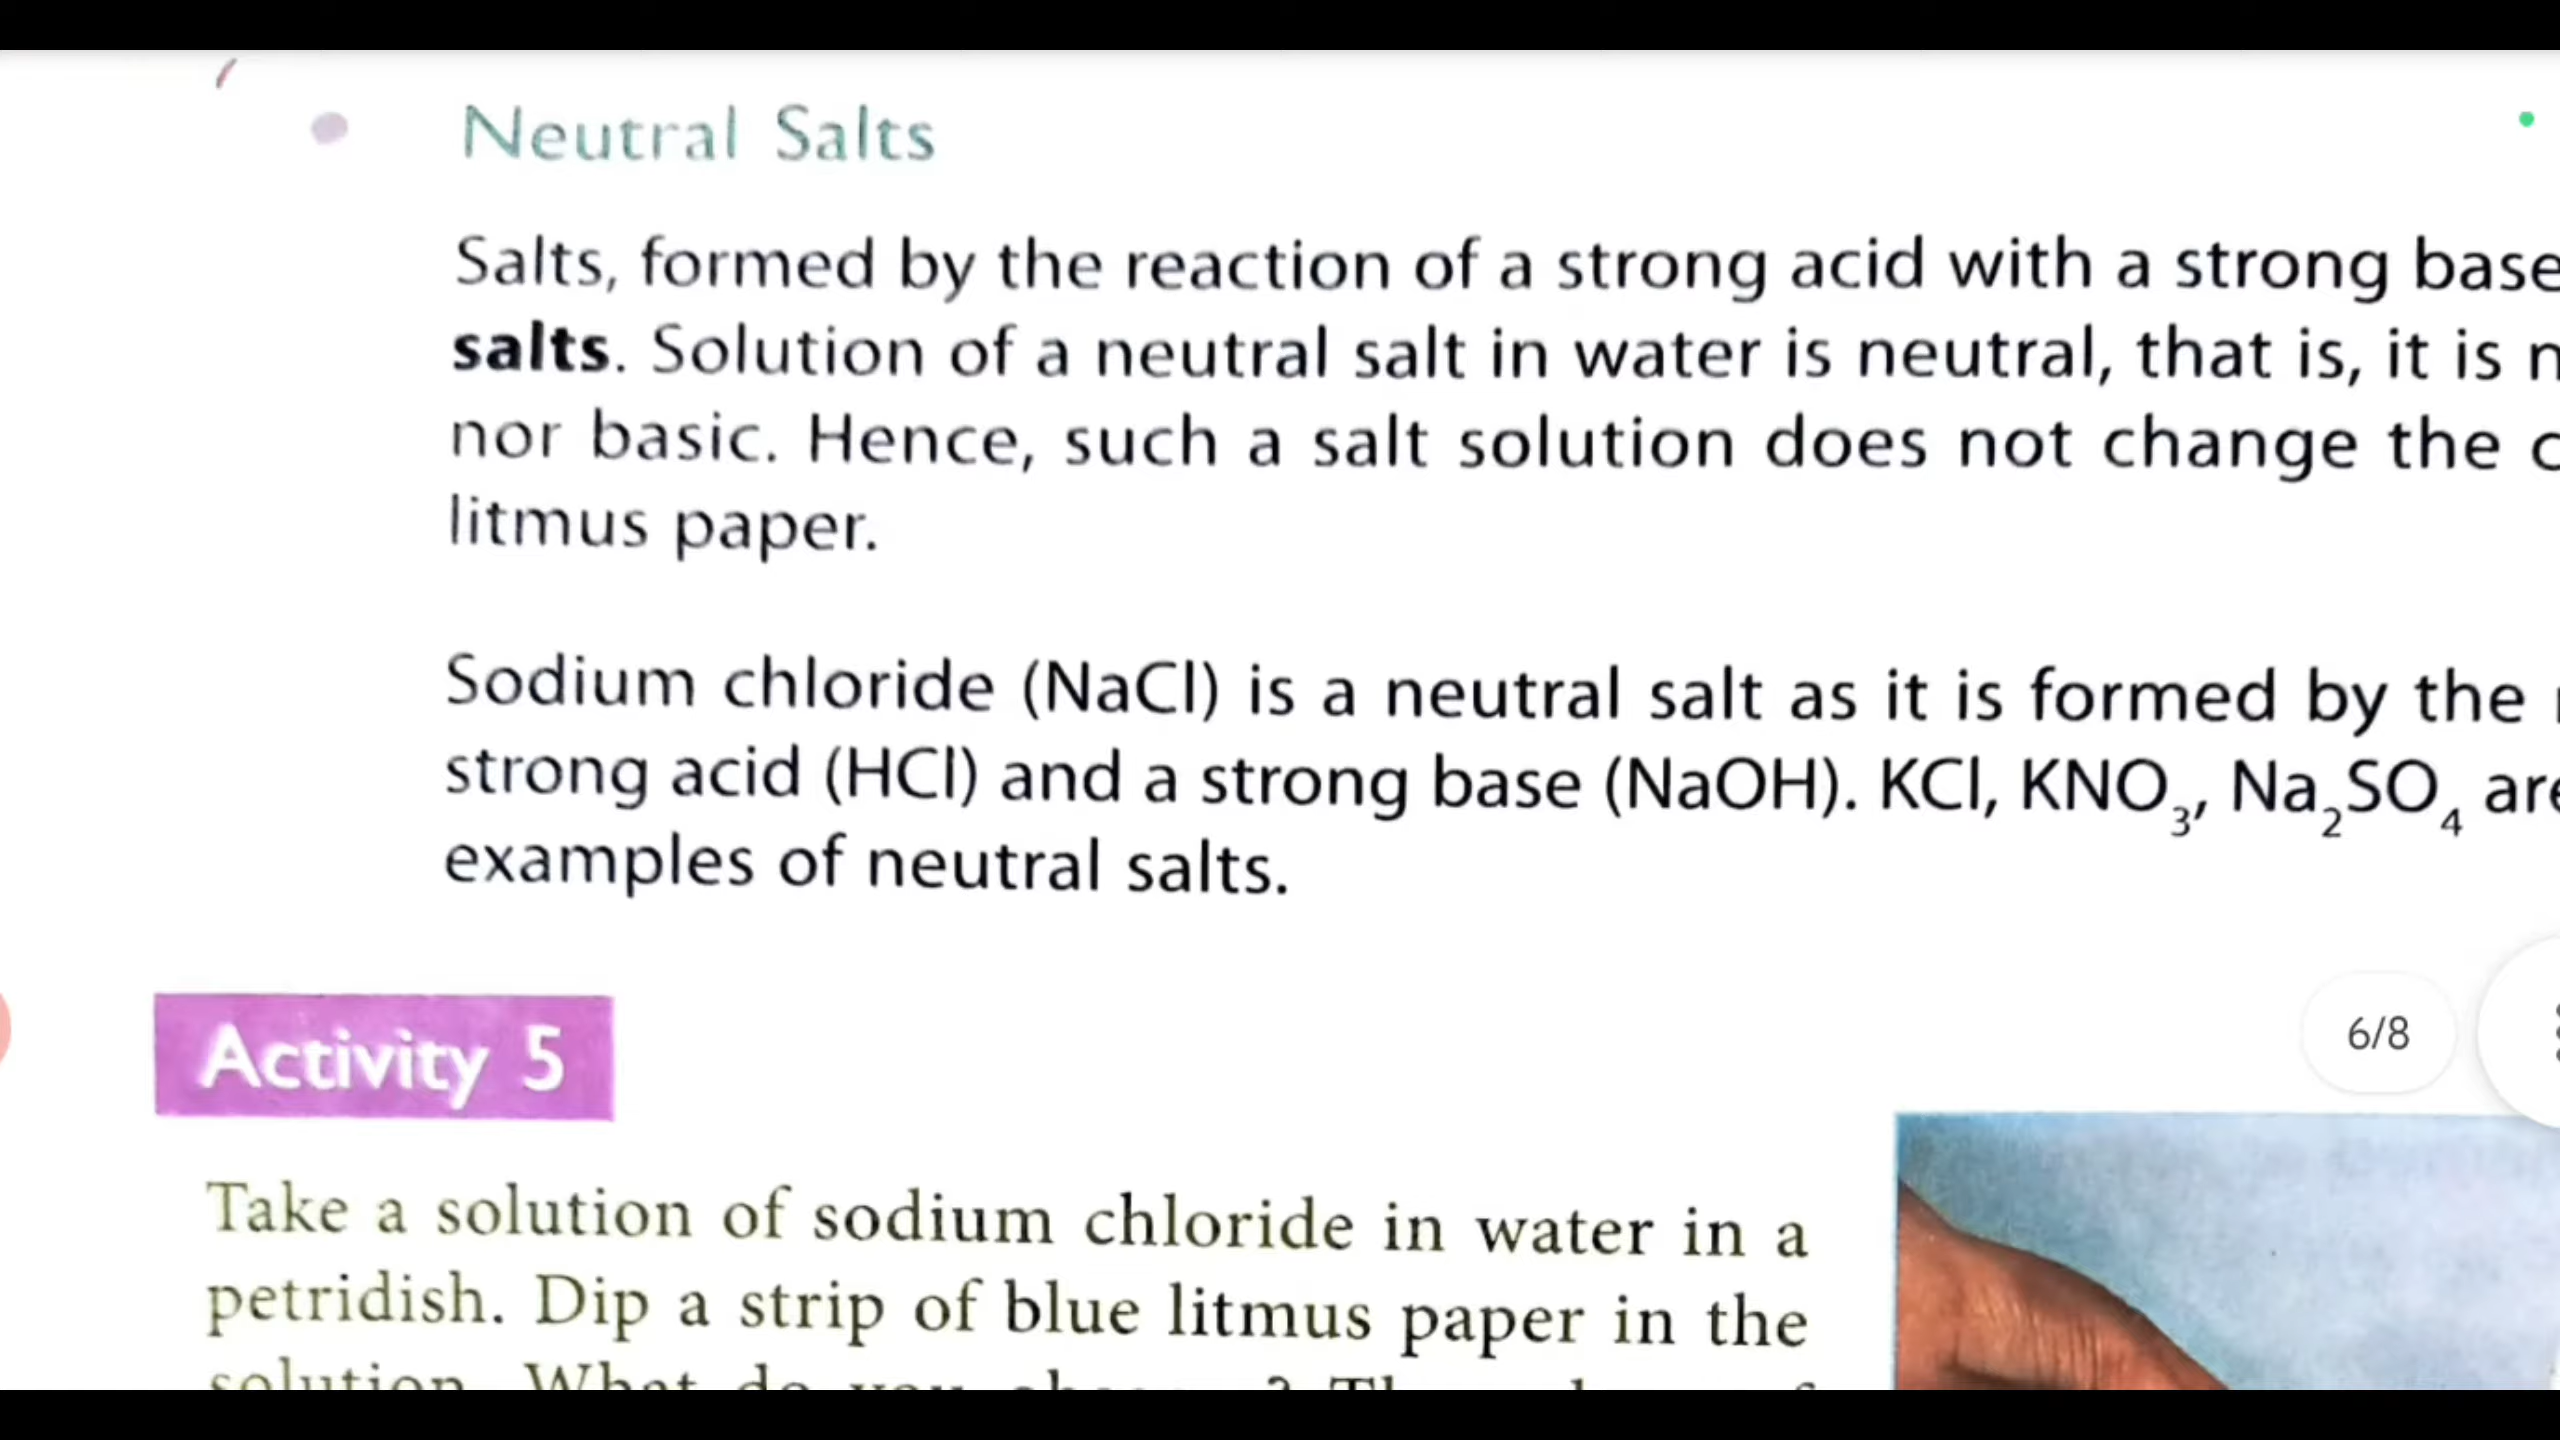 Neutral Salts
Salts, formed by the reaction of a strong acid with a strong base
salts. Solution of a neutral salt in water is neutral, that is, it is
nor basic. Hence, such a salt solution does not change the
litmus paper.
Sodium chloride (NaCl) is a neutral salt as it is formed by the
strong acid (HCl) and a strong base (NaOH). KCl, KNO₃, Na₂SO₄ are
examples of neutral salts.
6/8
Activity 5
Take a solution of sodium chloride in water in a
petridish. Dip a strip of blue litmus paper in the
solution. What do you